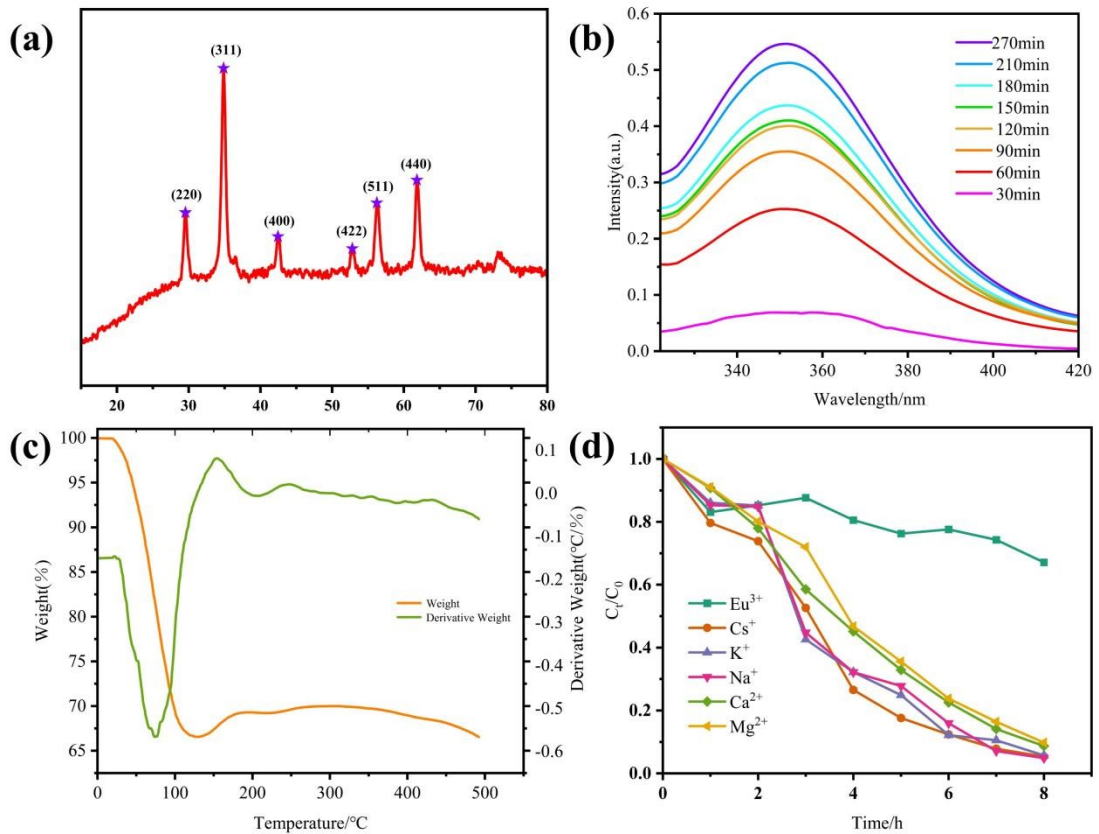 (a)
(311)
(220)
(400)
(422)
(511)
(440)
20 30 40 50 60 70 80
(b)
Intensity(a.u.)
0.6
0.5
0.4
0.3
0.2
0.1
0.0
270min
210min
180min
150min
120min
90min
60min
30min
340 360 380 400 420
Wavelength/nm
(c)
Weight(%)
100
95
90
85
80
75
70
65
Weight
Derivative Weight
0.1
0.0
-0.1
-0.2
-0.3
-0.4
-0.5
-0.6
Derivative Weight(℃/%)
0 100 200 300 400 500
Temperature/℃
(d)
Cₜ/C₀
1.0
0.8
0.6
0.4
0.2
0.0
Eu³⁺
Cs⁺
K⁺
Na⁺
Ca²⁺
Mg²⁺
0 2 4 6 8
Time/h